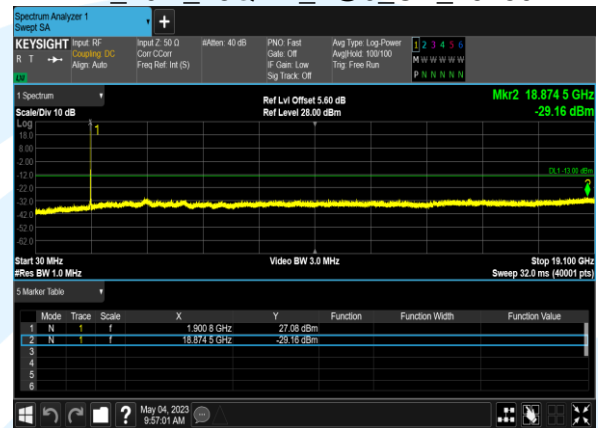 Spectrum Analyzer 1
Swept SA
KEYSIGHT
R T
LXI
Input: RF
Coupling: DC
Align: Auto
Input Z: 50 Ω
Corr CCorr
Freq Ref: Int (S)
#Atten: 40 dB
PNO: Fast
Gate: Off
IF Gain: Low
Sig Track: Off
Avg Type: Log-Power
Avg|Hold: 100/100
Trig: Free Run
1 2 3 4 5 6
M W W W W W
P N N N N N
1 Spectrum
Scale/Div 10 dB
Log
Ref Lvl Offset 5.60 dB
Ref Level 28.00 dBm
Mkr2 18.874 5 GHz
-29.16 dBm
18.0
8.00
-2.00
-12.0
-22.0
-32.0
-42.0
-52.0
-62.0
1
DL1 -13.00 dBm
2
Start 30 MHz
#Res BW 1.0 MHz
Video BW 3.0 MHz
Stop 19.100 GHz
Sweep 32.0 ms (40001 pts)
5 Marker Table
Mode Trace Scale X Y Function Function Width Function Value
1 N 1 f 1.900 8 GHz 27.08 dBm
2 N 1 f 18.874 5 GHz -29.16 dBm
3
4
5
6
?
May 04, 2023
9:57:01 AM